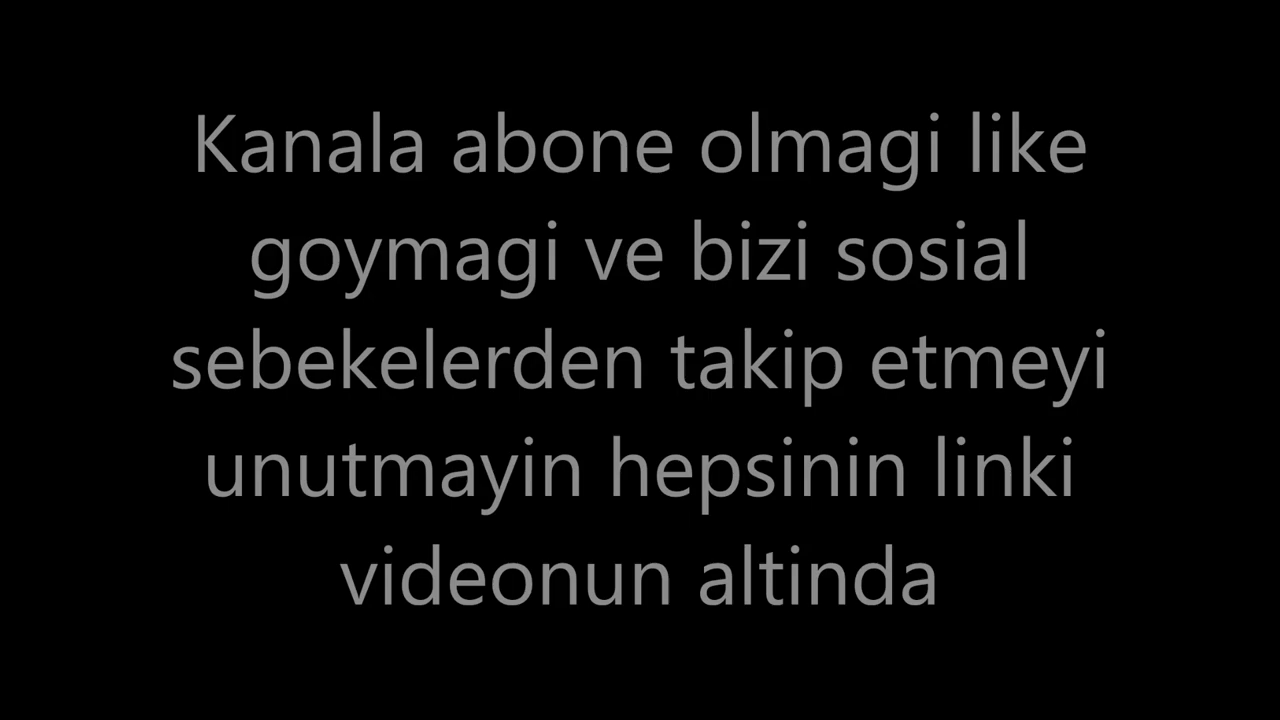 Kanala abone olmagi like
goymagi ve bizi sosial
sebekelerden takip etmeyi
unutmayin hepsinin linki
videonun altinda